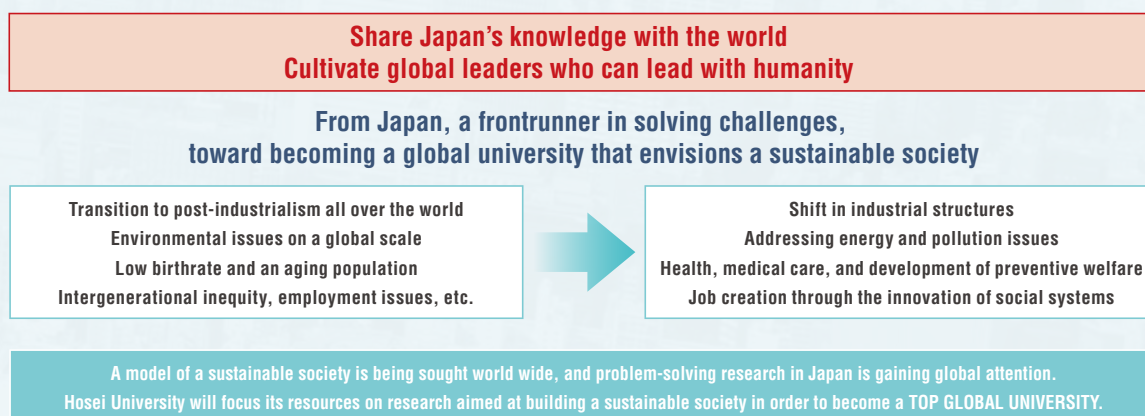 Share Japan's knowledge with the world
Cultivate global leaders who can lead with humanity
From Japan, a frontrunner in solving challenges,
toward becoming a global university that envisions a sustainable society
Transition to post-industrialism all over the world
Environmental issues on a global scale
Low birthrate and an aging population
Intergenerational inequity, employment issues, etc.
Shift in industrial structures
Addressing energy and pollution issues
Health, medical care, and development of preventive welfare
Job creation through the innovation of social systems
A model of a sustainable society is being sought world wide, and problem-solving research in Japan is gaining global attention.
Hosei University will focus its resources on research aimed at building a sustainable society in order to become a TOP GLOBAL UNIVERSITY.